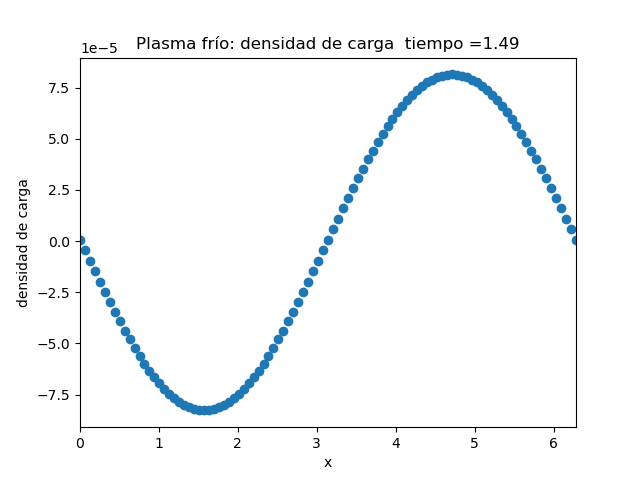 Plasma frío: densidad de carga  tiempo =1.49
1e−5
7.5
5.0
2.5
0.0
−2.5
−5.0
−7.5
densidad de carga
0 1 2 3 4 5 6
x